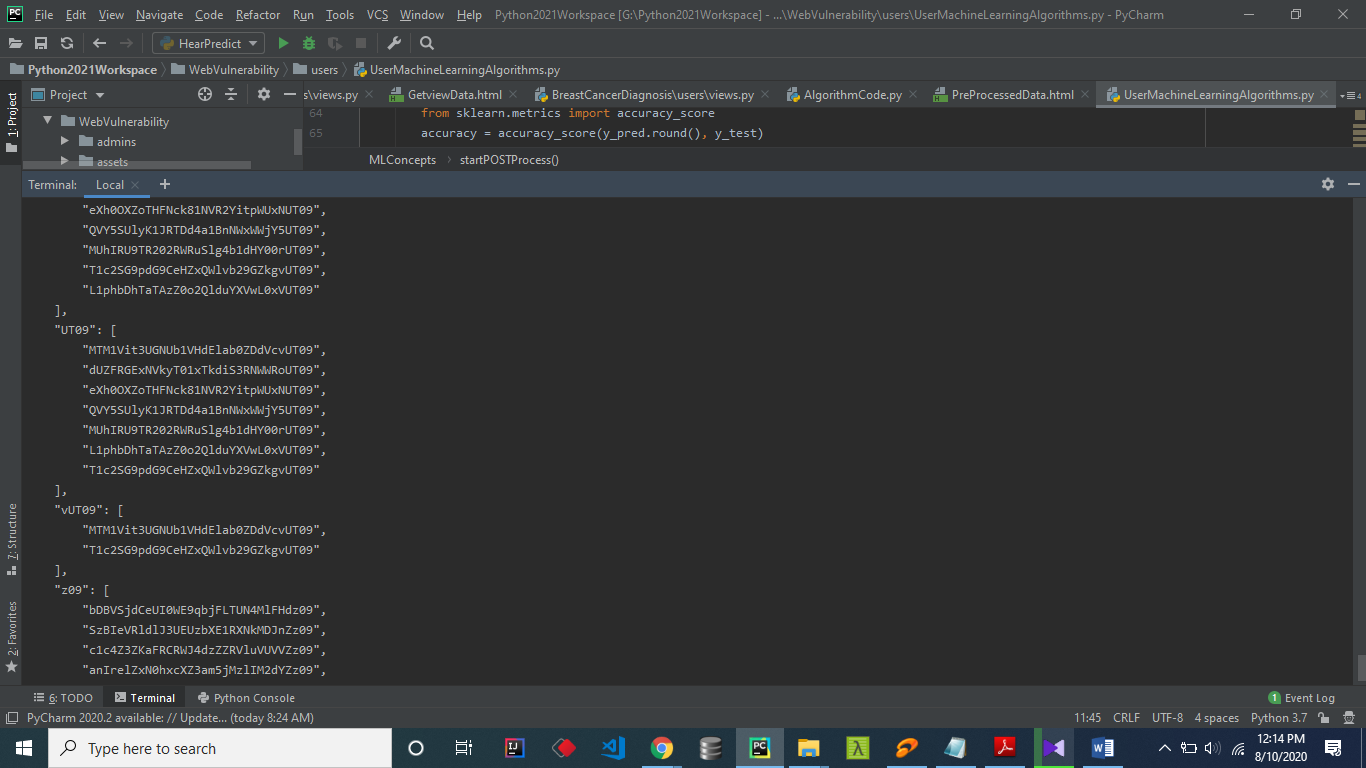 File Edit View Navigate Code Refactor Run Tools VCS Window Help Python2021Workspace [G:\Python2021Workspace] - ...\WebVulnerability\users\UserMachineLearningAlgorithms.py - PyCharm
HearPredict
Python2021Workspace WebVulnerability users UserMachineLearningAlgorithms.py
Project s\views.py GetviewData.html BreastCancerDiagnosis\users\views.py AlgorithmCode.py PreProcessedData.html UserMachineLearningAlgorithms.py 4
1: Project
WebVulnerability
admins
assets
64 from sklearn.metrics import accuracy_score
65 accuracy = accuracy_score(y_pred.round(), y_test)
MLConcepts startPOSTProcess()
Terminal: Local +
"eXh0OXZoTHFNck81NVR2YitpWUxNUT09",
"QVY5SUlyK1JRTDd4a1BnNWxWWjY5UT09",
"MUhIRU9TR202RWRuSlg4b1dHY00rUT09",
"T1c2SG9pdG9CeHZxQWlvb29GZkgvUT09",
"L1phbDhTaTAzZ0o2QlduYXVwL0xVUT09"
],
"UT09": [
"MTM1Vit3UGNUb1VHdElab0ZDdVcvUT09",
"dUZFRGExNVkyT01xTkdiS3RNWWRoUT09",
"eXh0OXZoTHFNck81NVR2YitpWUxNUT09",
"QVY5SUlyK1JRTDd4a1BnNWxWWjY5UT09",
"MUhIRU9TR202RWRuSlg4b1dHY00rUT09",
"L1phbDhTaTAzZ0o2QlduYXVwL0xVUT09",
"T1c2SG9pdG9CeHZxQWlvb29GZkgvUT09"
],
"vUT09": [
"MTM1Vit3UGNUb1VHdElab0ZDdVcvUT09",
"T1c2SG9pdG9CeHZxQWlvb29GZkgvUT09"
],
"z09": [
"bDBVSjdCeUI0WE9qbjFLTUN4MlFHdz09",
"SzBIeVRldlJ3UEUzbXE1RXNkMDJnZz09",
"c1c4Z3ZKaFRCRWJ4dzZZRVluVUVVZz09",
"anIrelZxN0hxcXZ3am5jMzlIM2dYZz09",
7: Structure
2: Favorites
6: TODO Terminal Python Console 1 Event Log
PyCharm 2020.2 available: // Update... (today 8:24 AM) 11:45 CRLF UTF-8 4 spaces Python 3.7
Type here to search
12:14 PM
8/10/2020